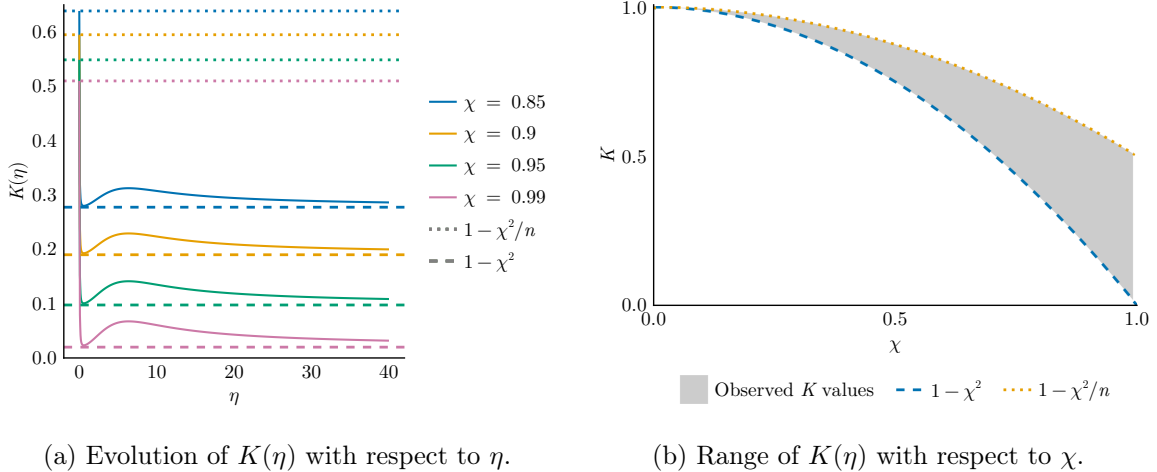 0.6
0.5
0.4
0.3
0.2
0.1
0.0
K(η)
0 10 20 30 40
η
χ = 0.85
χ = 0.9
χ = 0.95
χ = 0.99
1 − χ²/n
1 − χ²
(a) Evolution of K(η) with respect to η.
1.0
0.5
0.0
K
0.0 0.5 1.0
χ
Observed K values 1 − χ² 1 − χ²/n
(b) Range of K(η) with respect to χ.